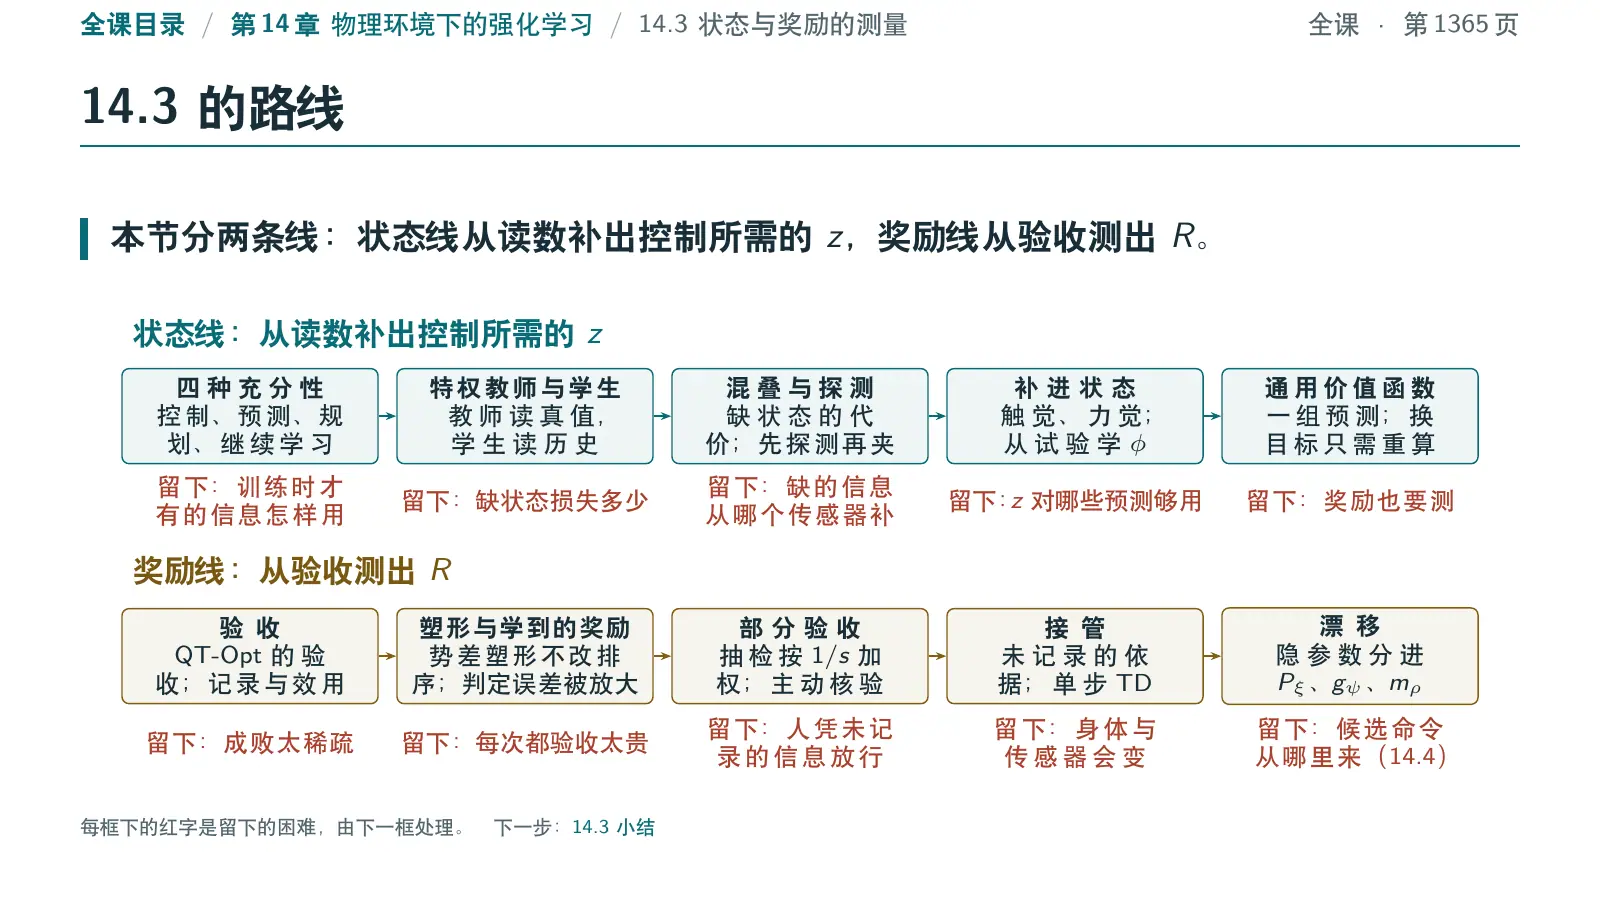 全课目录 / 第 14 章 物理环境下的强化学习 / 14.3 状态与奖励的测量
全课 · 第 1365 页
14.3 的路线
本节分两条线：状态线从读数补出控制所需的 z，奖励线从验收测出 R。
状态线：从读数补出控制所需的 z
四种充分性
控制、预测、规
划、继续学习
特权教师与学生
教师读真值，
学生读历史
混叠与探测
缺状态的代
价；先探测再夹
补进状态
触觉、力觉；
从试验学 ϕ
通用价值函数
一组预测；换
目标只需重算
留下：训练时才
有的信息怎样用
留下：缺状态损失多少
留下：缺的信息
从哪个传感器补
留下：z 对哪些预测够用
留下：奖励也要测
奖励线：从验收测出 R
验收
QT-Opt 的验
收；记录与效用
塑形与学到的奖励
势差塑形不改排
序；判定误差被放大
部分验收
抽检按 1/s 加
权；主动核验
接管
未记录的依
据；单步 TD
漂移
隐参数分进
P_ξ、g_ψ、m_ρ
留下：成败太稀疏
留下：每次都验收太贵
留下：人凭未记
录的信息放行
留下：身体与
传感器会变
留下：候选命令
从哪里来（14.4）
每框下的红字是留下的困难，由下一框处理。 下一步：14.3 小结